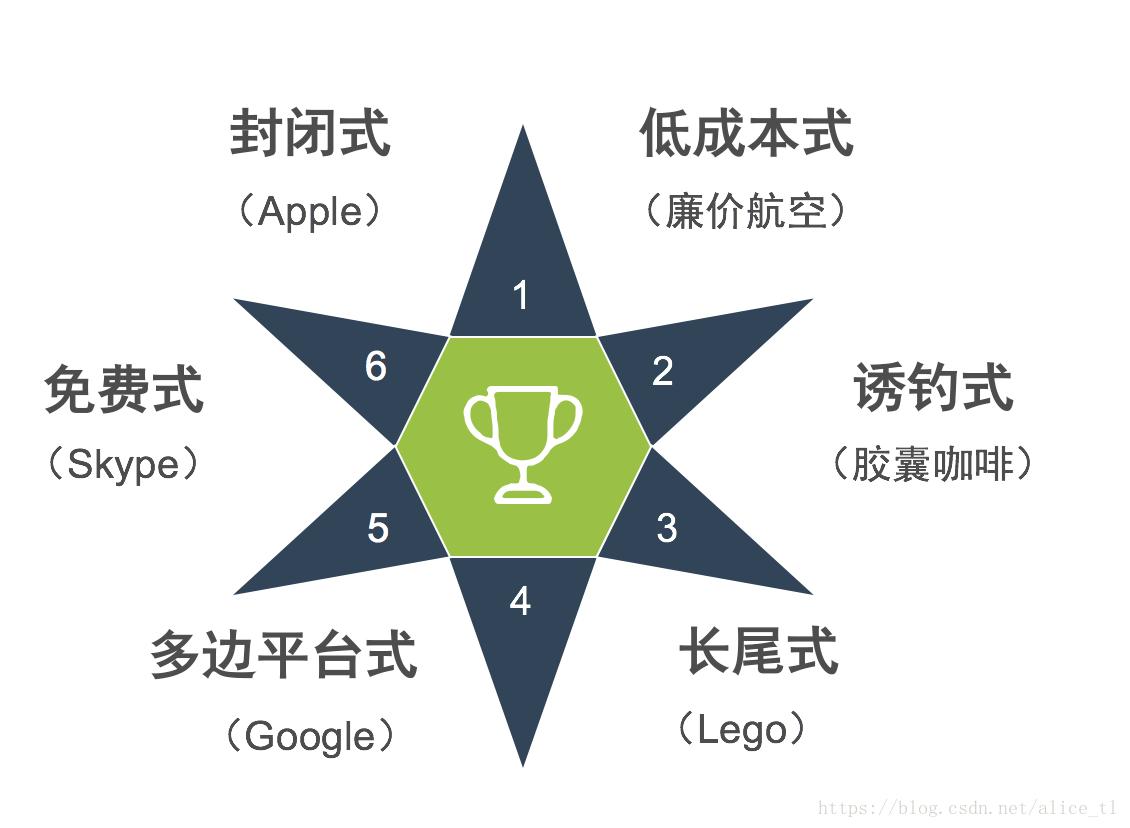 封闭式
（Apple）
低成本式
（廉价航空）
1
6
2
免费式
（Skype）
诱钓式
（胶囊咖啡）
5
3
4
多边平台式
（Google）
长尾式
（Lego）
https://blog.csdn.net/alice_tl